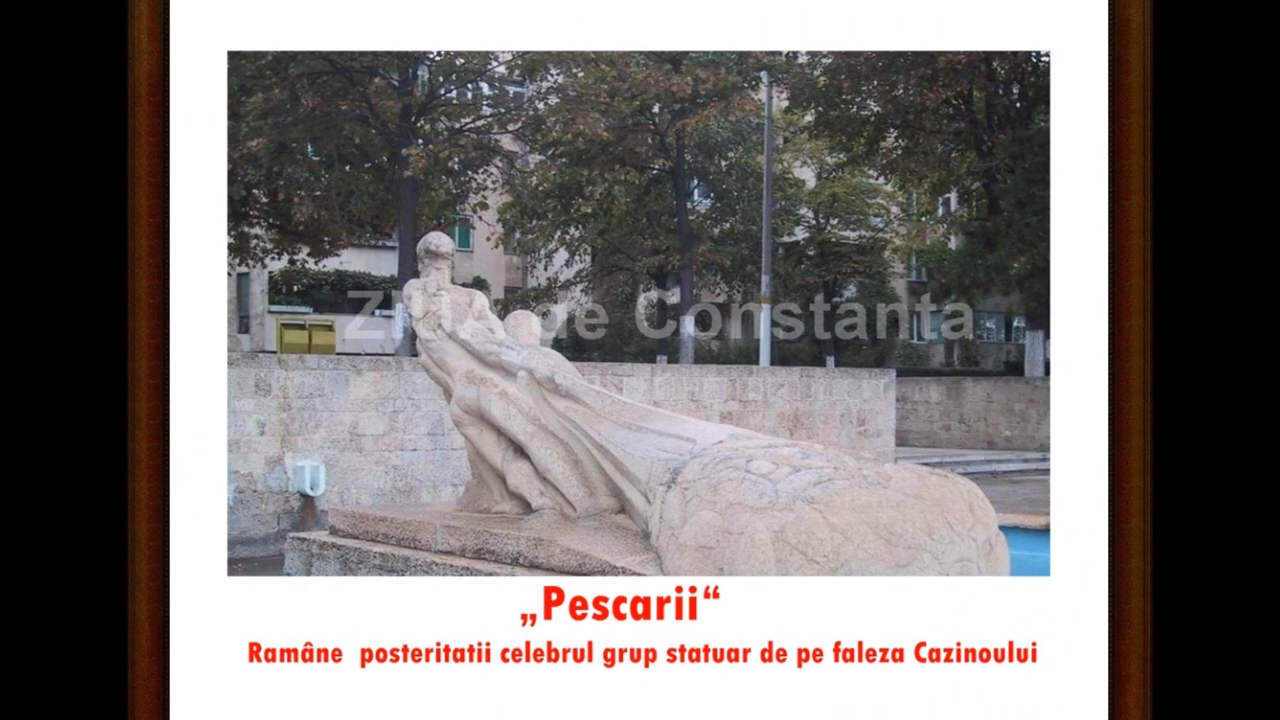 ZIUA de Constanta
„Pescarii“
Ramâne posteritatii celebrul grup statuar de pe faleza Cazinoului